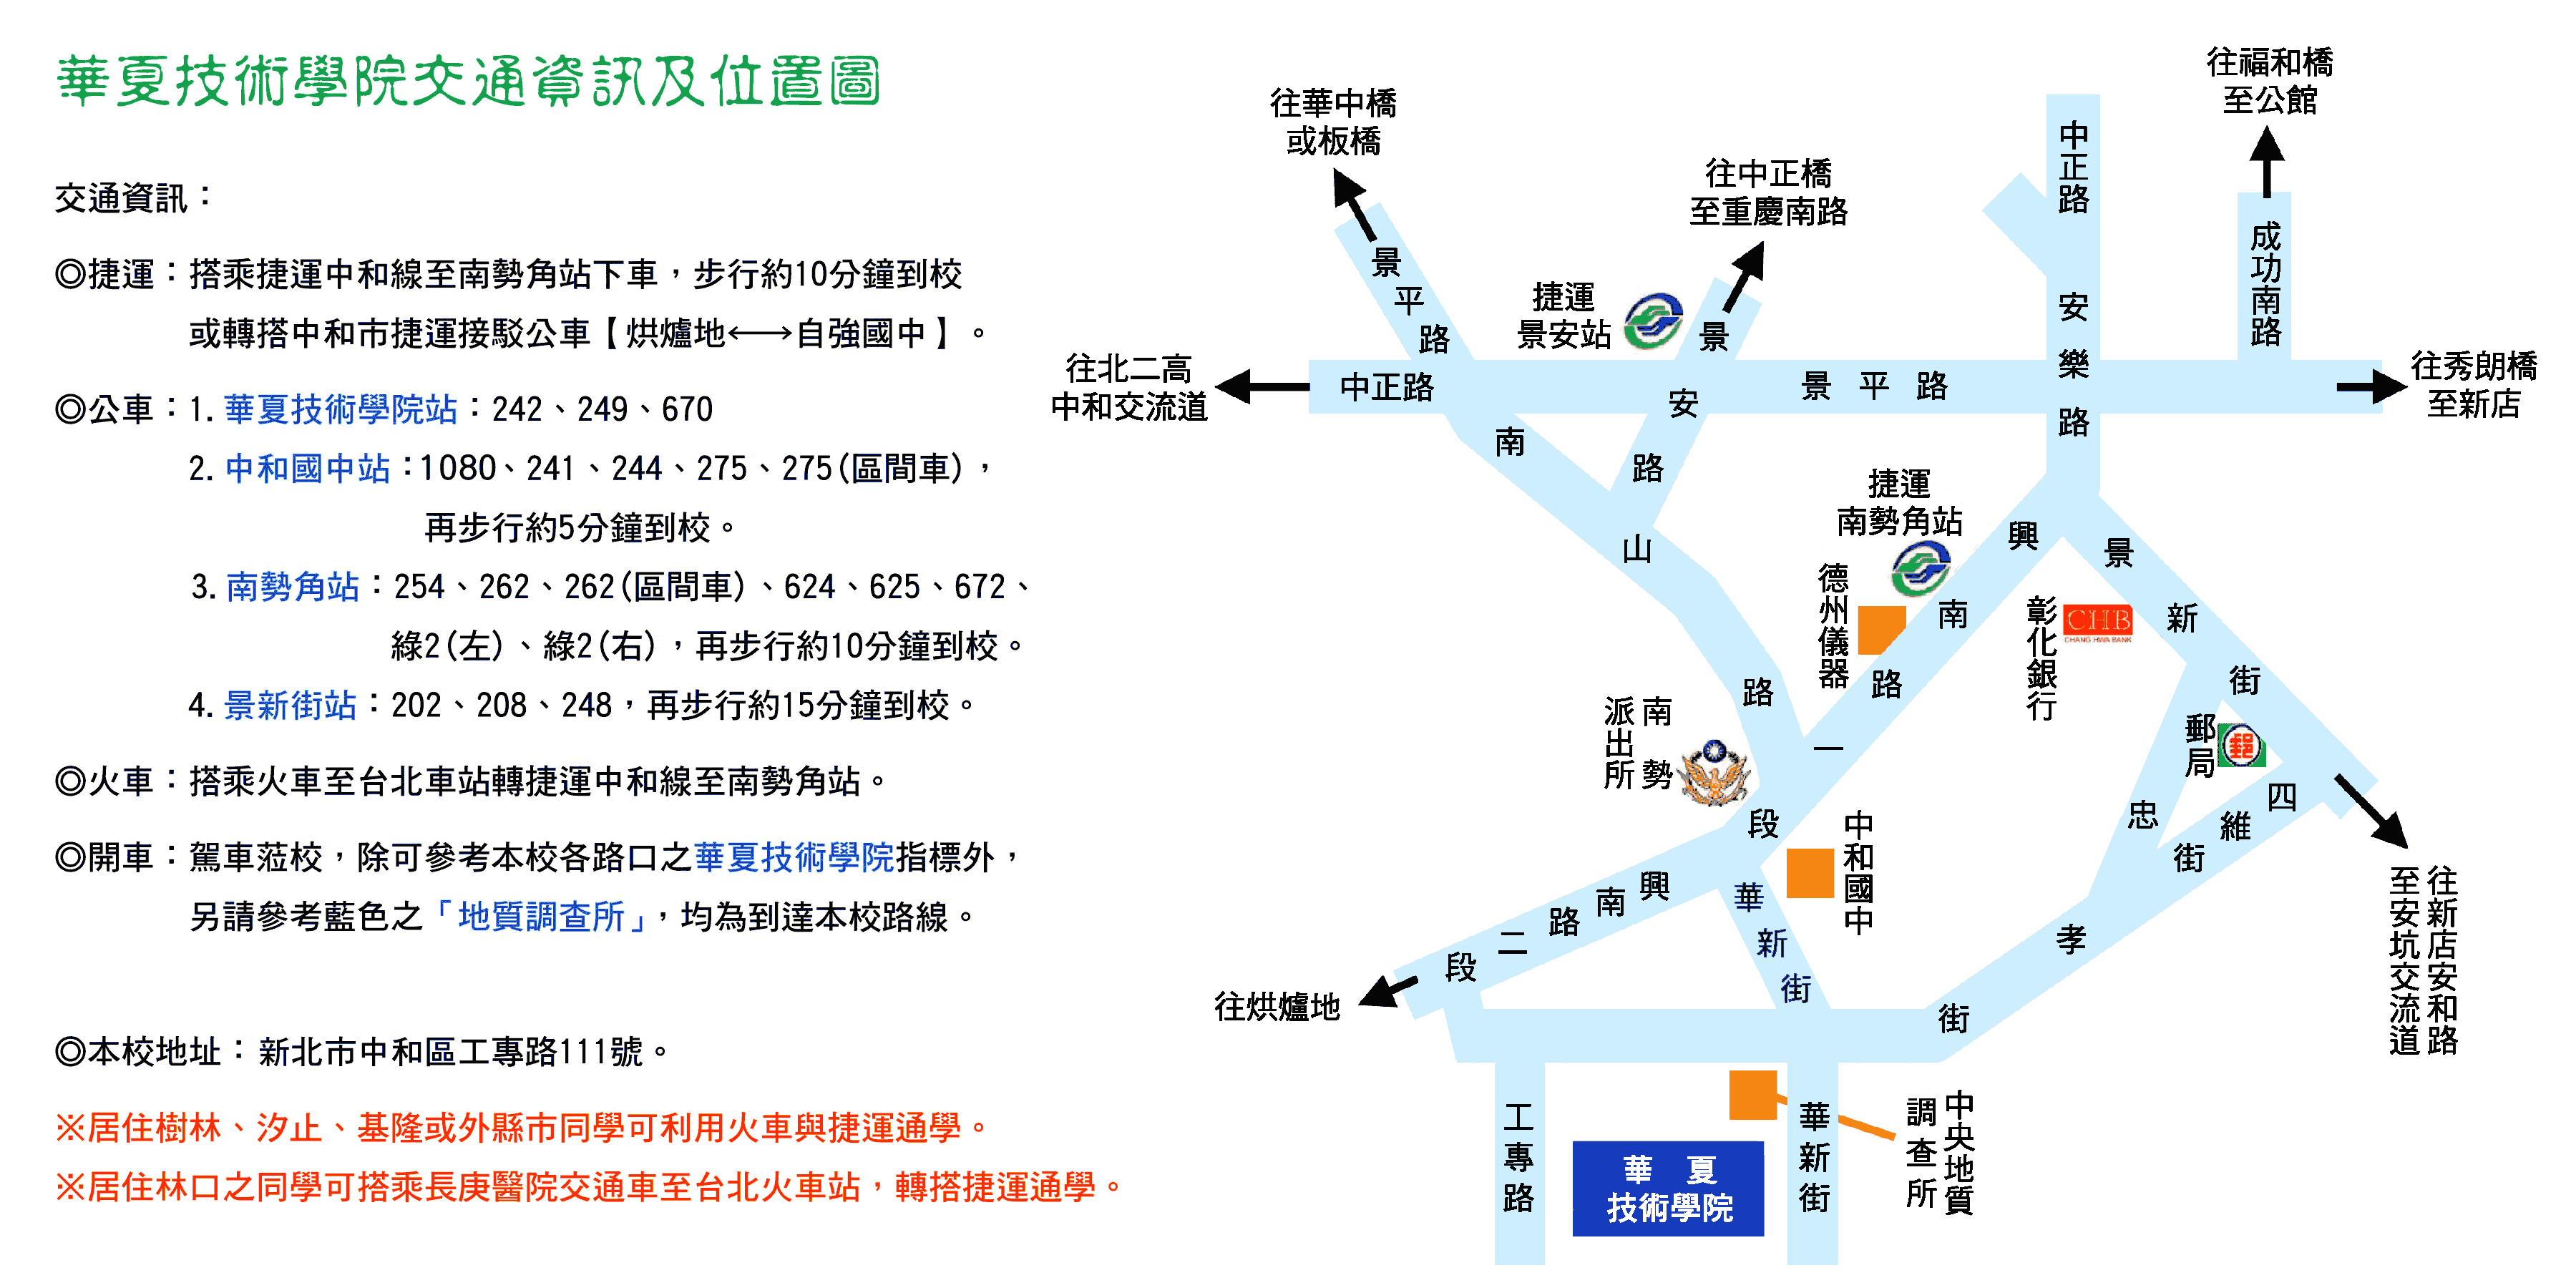 華夏技術學院交通資訊及位置圖
交通資訊：
◎捷運：搭乘捷運中和線至南勢角站下車，步行約10分鐘到校
或轉搭中和市捷運接駁公車【烘爐地⟷自強國中】。
◎公車：1. 華夏技術學院站：242、249、670
2. 中和國中站：1080、241、244、275、275(區間車)，
再步行約5分鐘到校。
3. 南勢角站：254、262、262(區間車)、624、625、672、
綠2(左)、綠2(右)，再步行約10分鐘到校。
4. 景新街站：202、208、248，再步行約15分鐘到校。
◎火車：搭乘火車至台北車站轉捷運中和線至南勢角站。
◎開車：駕車蒞校，除可參考本校各路口之華夏技術學院指標外，
另請參考藍色之「地質調查所」，均為到達本校路線。
◎本校地址：新北市中和區工專路111號。
※居住樹林、汐止、基隆或外縣市同學可利用火車與捷運通學。
※居住林口之同學可搭乘長庚醫院交通車至台北火車站，轉搭捷運通學。
往華中橋
或板橋
往中正橋
至重慶南路
往福和橋
至公館
中正路
成功南路
景平路
捷運
景安站
景安路
安樂路
往北二高
中和交流道
中正路
景平路
往秀朗橋
至新店
南山路
捷運
南勢角站
德州儀器
興南路一段
彰化銀行
CHB
CHANG HWA BANK
景新街
南勢
派出所
郵局
郵
忠孝街
四維街
中和國中
華新街
興南路二段
往烘爐地
往新店安和路
至安坑交流道
工專路
華新街
中央地質
調查所
華夏
技術學院